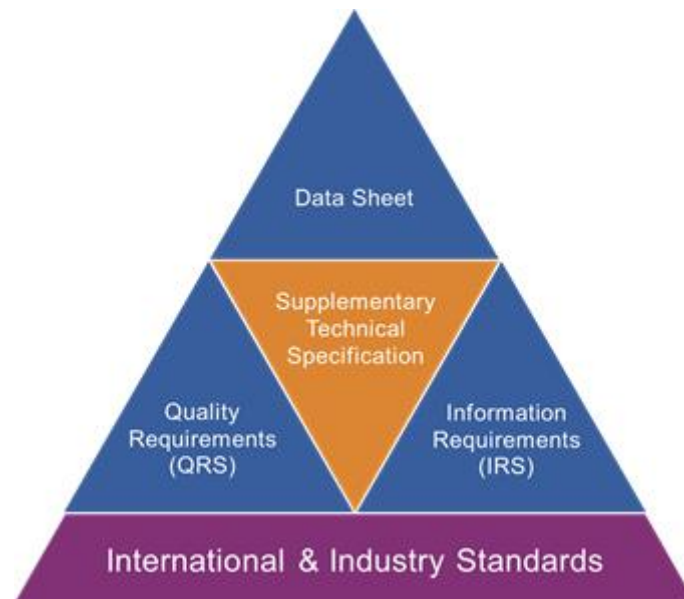 Data Sheet
Supplementary
Technical
Specification
Quality
Requirements
(QRS)
Information
Requirements
(IRS)
International & Industry Standards